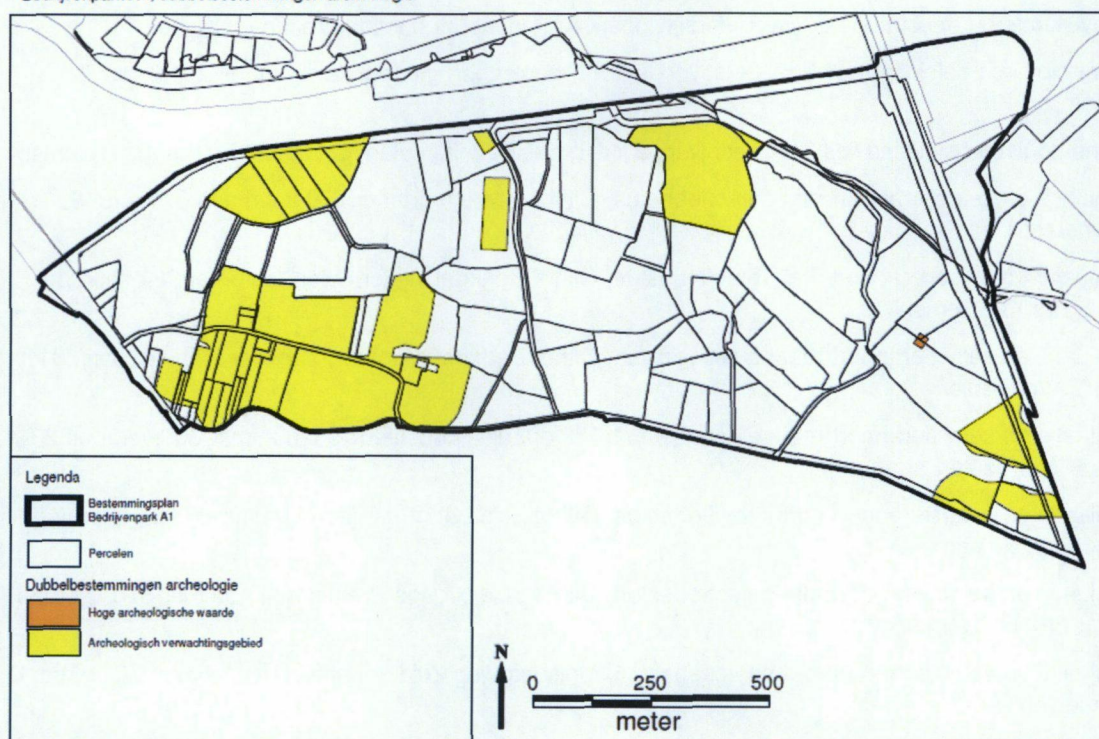 Legenda
Bestemmingsplan
Bedrijvenpark A1
Percelen
Dubbelbestemmingen archeologie
Hoge archeologische waarde
Archeologisch verwachtingsgebied
N
0 250 500
meter